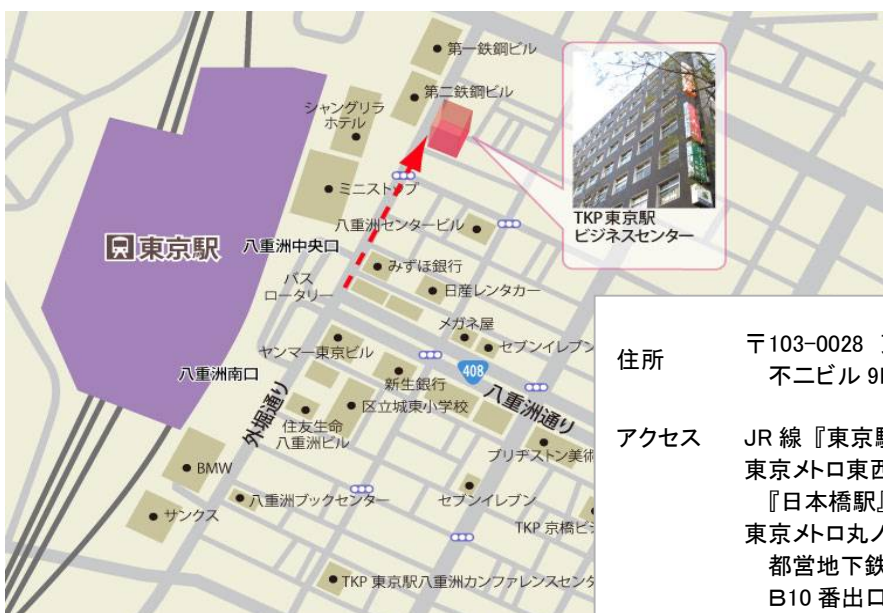 第一鉄鋼ビル
第二鉄鋼ビル
シャングリラ
ホテル
ミニストップ
TKP東京駅
ビジネスセンター
八重洲センタービル
東京駅
八重洲中央口
みずほ銀行
バス
ロータリー
日産レンタカー
メガネ屋
セブンイレブン
ヤンマー東京ビル
八重洲南口
新生銀行
408
八重洲通り
外堀通り
区立城東小学校
住友生命
八重洲ビル
ブリヂストン美術
BMW
八重洲ブックセンター
セブンイレブン
サンクス
TKP 京橋ビ
TKP 東京駅八重洲カンファレンスセンタ
住所
〒103-0028
不二ビル 9
アクセス
JR 線『東京駅
東京メトロ東西
『日本橋駅』
東京メトロ丸ノ
都営地下鉄
B10 番出口